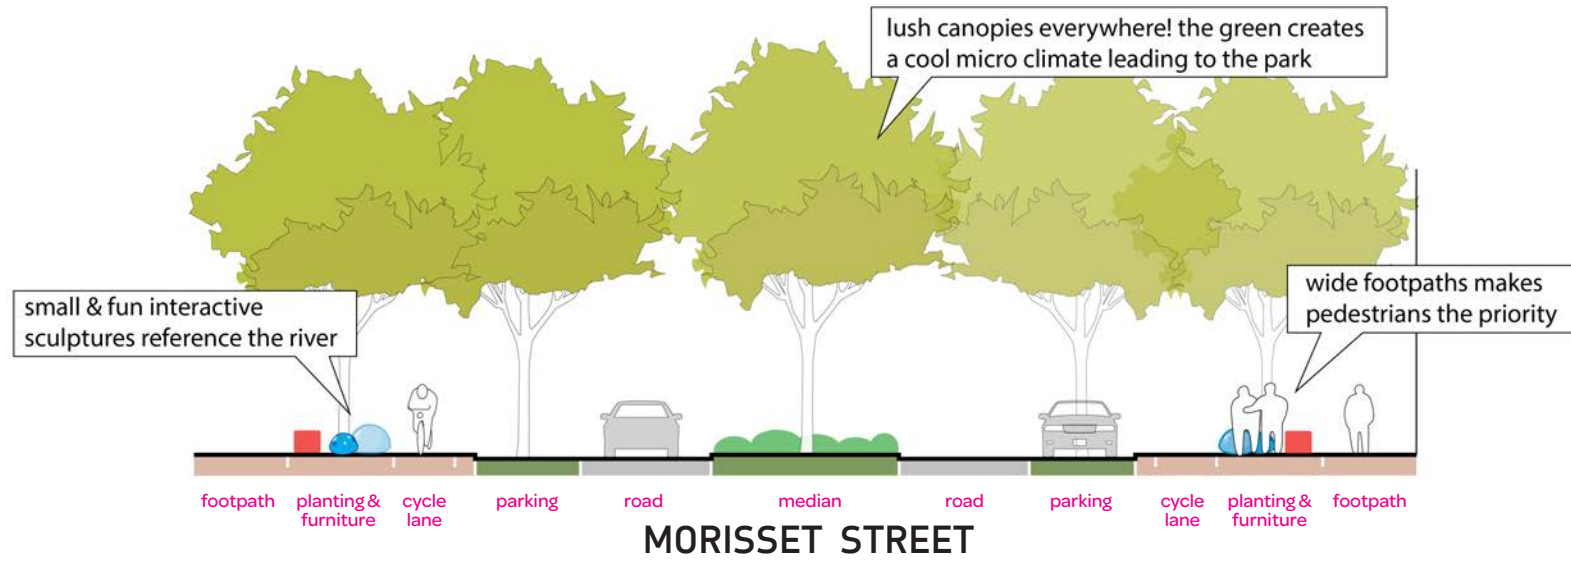 lush canopies everywhere! the green creates
a cool micro climate leading to the park
small & fun interactive
sculptures reference the river
wide footpaths makes
pedestrians the priority
footpath
planting &
furniture
cycle
lane
parking
road
median
road
parking
cycle
lane
planting &
furniture
footpath
MORISSET STREET